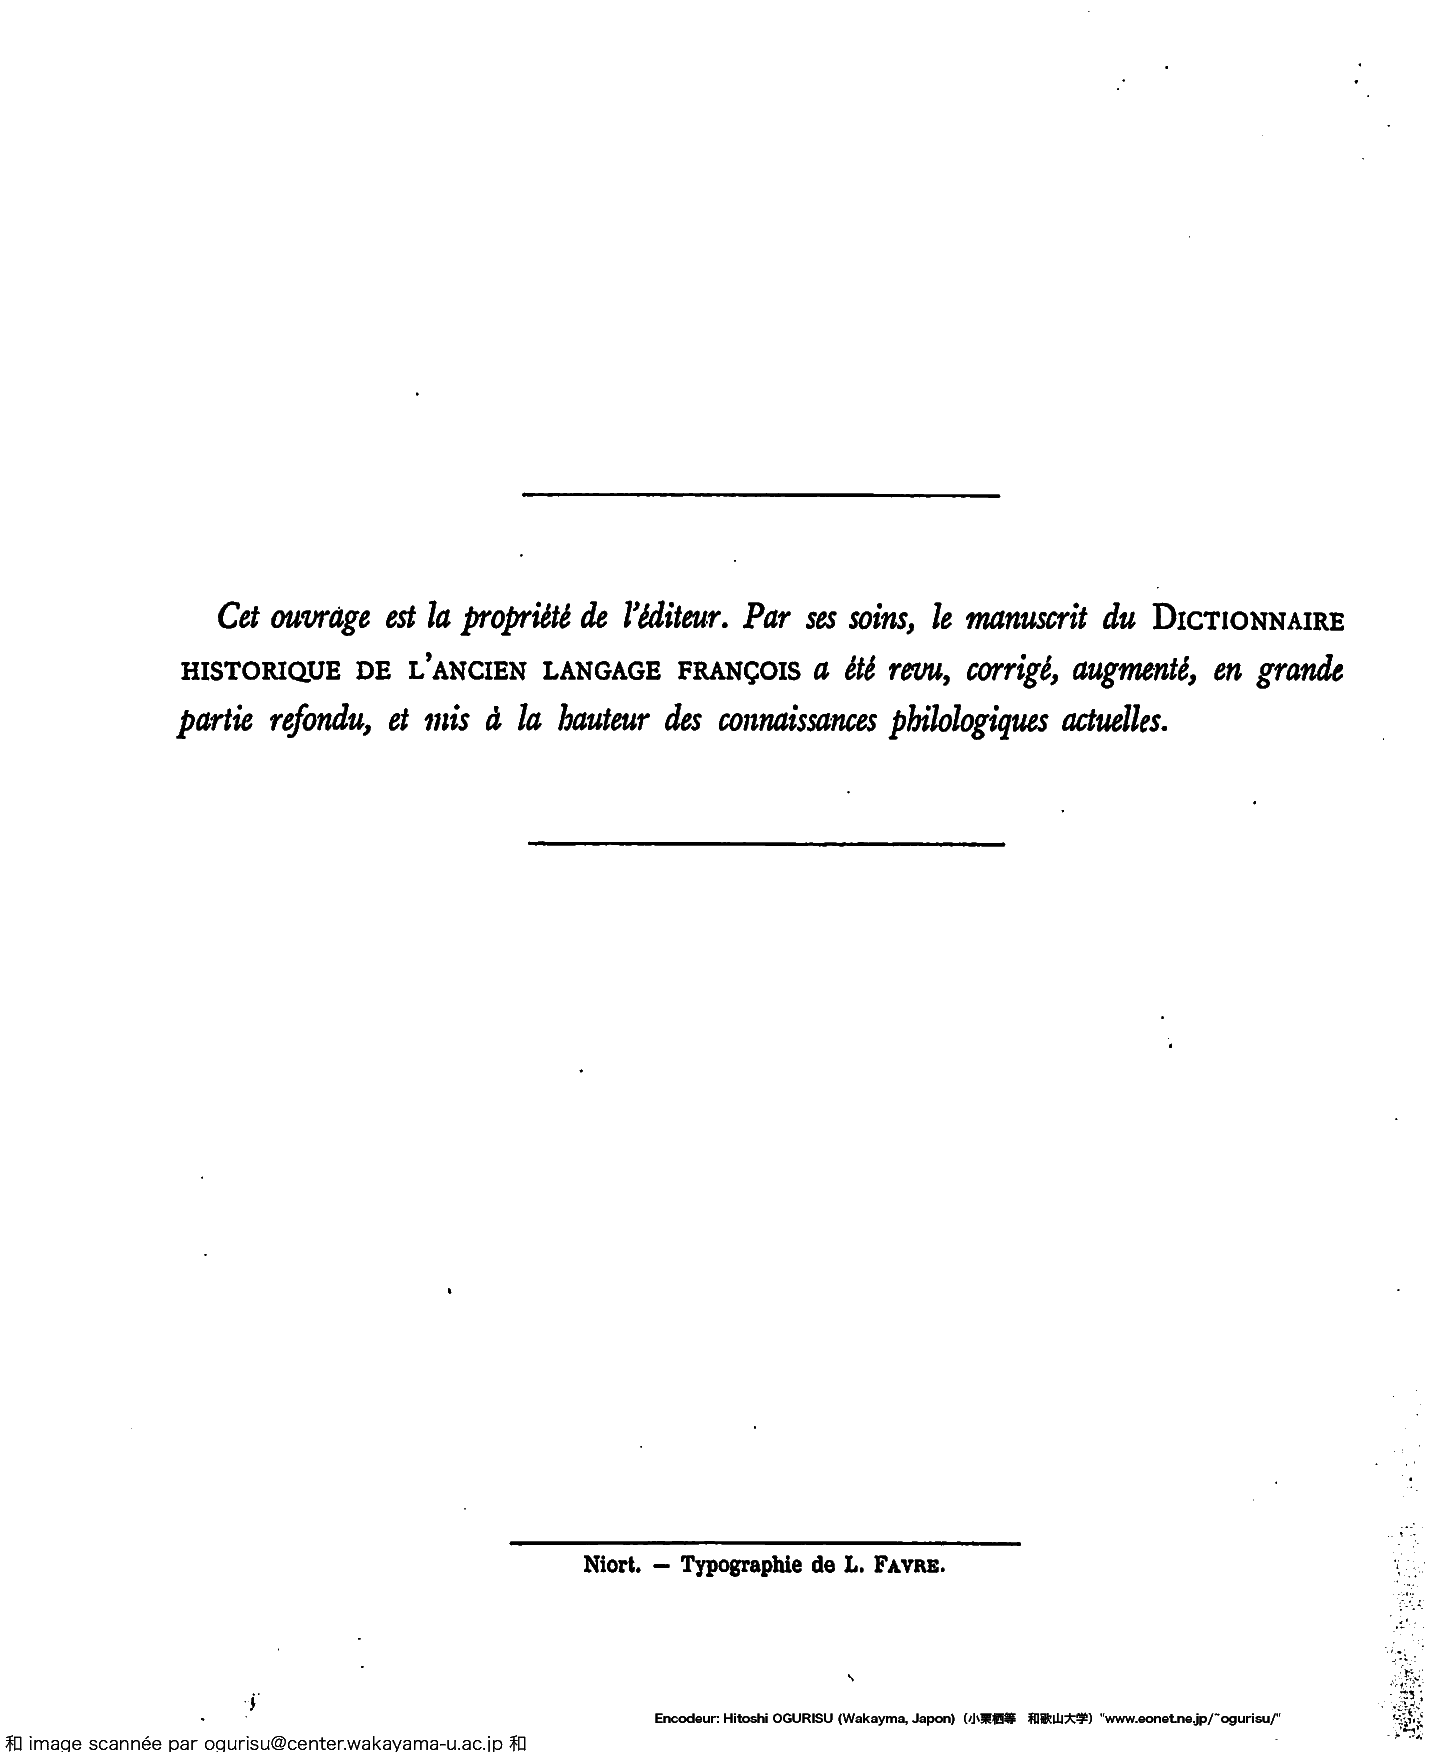 Cet ouvrage est la propriété de l'éditeur. Par ses soins, le manuscrit du DICTIONNAIRE
HISTORIQUE DE L'ANCIEN LANGAGE FRANÇOIS a été revu, corrigé, augmenté, en grande
partie refondu, et mis à la hauteur des connaissances philologiques actuelles.
Niort. — Typographie de L. FAVRE.
Encodeur: Hitoshi OGURISU (Wakayma, Japon) (小栗栖等 和歌山大学) "www.eonet.ne.jp/~ogurisu/"
和 image scannée par ogurisu@center.wakayama-u.ac.jp 和